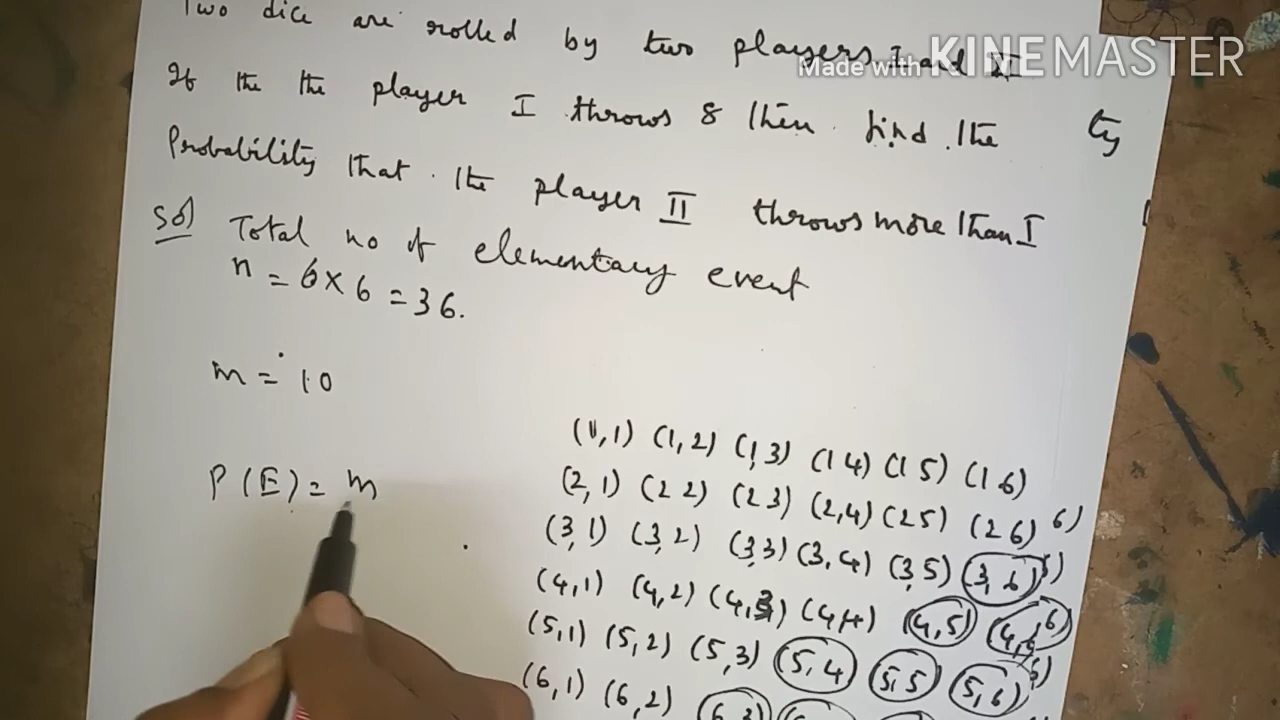 Two dice are rolled by two players I and II
Made with KINEMASTER
If the the player I throws 8 then find the
Probability that the player II throws more than I
Sol Total no of elementary event
n = 6 × 6 = 36.
m = 10
P(E) = m
(1,1) (1,2) (1,3) (1 4) (1 5) (1 6)
(2,1) (2 2) (2 3) (2,4) (2 5) (2 6)
(3,1) (3,2) (3,3) (3,4) (3,5) (3,6)
(4,1) (4,2) (4,3) (4,4) (4,5) (4,6)
(5,1) (5,2) (5,3) (5,4) (5,5) (5,6)
(6,1) (6,2) (6,3)